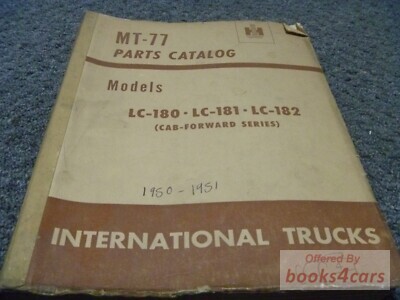 MT-77
PARTS CATALOG
Models
LC-180 · LC-181 · LC-182
(CAB-FORWARD SERIES)
1950-1951
INTERNATIONAL TRUCKS
Offered By
books4cars